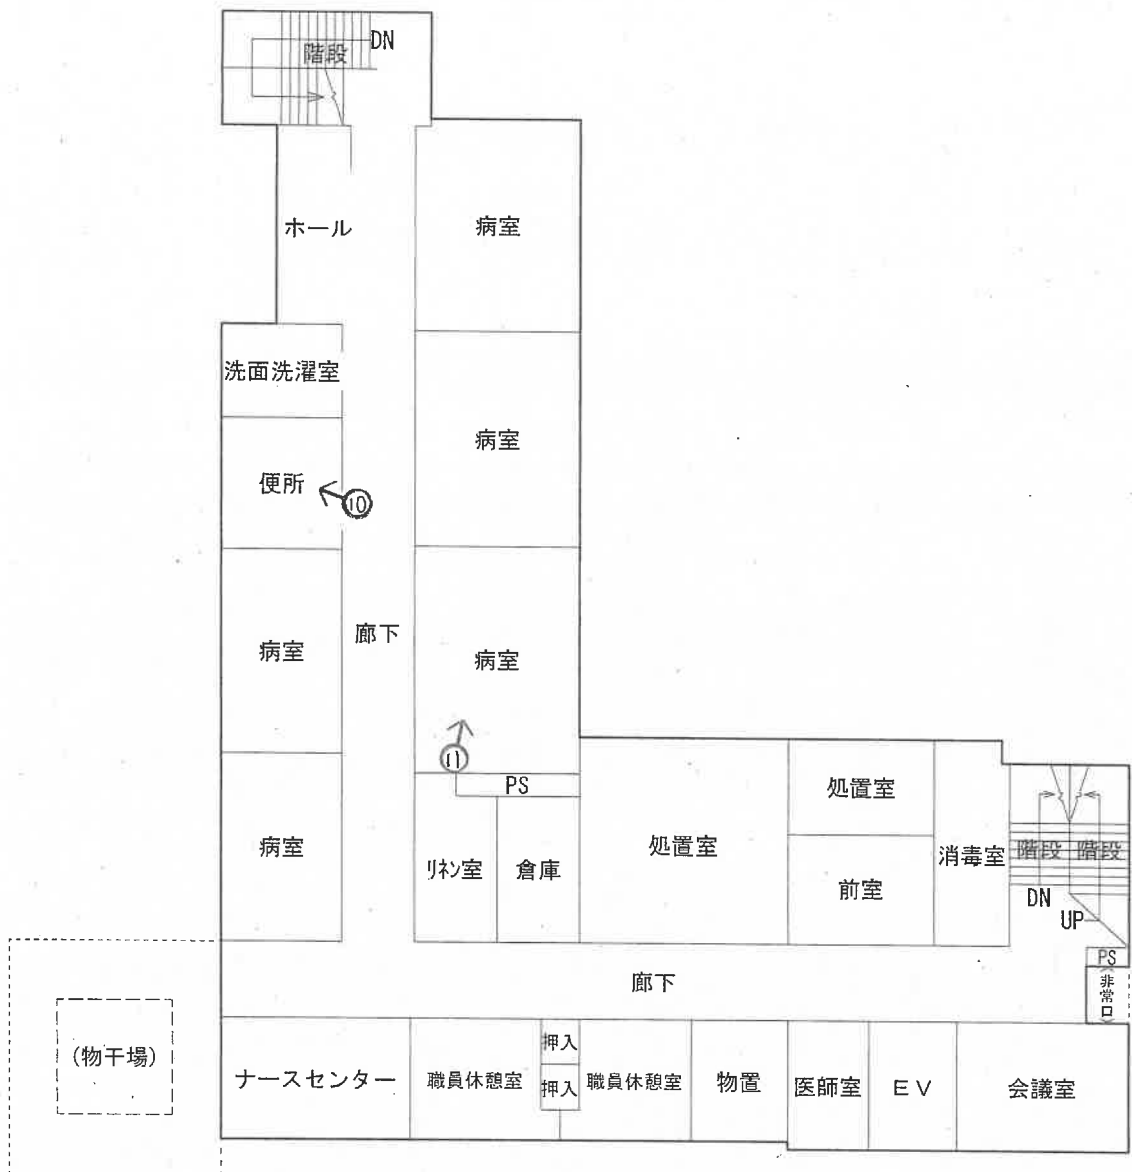 DN
階段
ホール
病室
洗面洗濯室
病室
便所
⑩
廊下
病室
病室
⑪
PS
病室
リネン室
倉庫
処置室
処置室
前室
消毒室
階段
階段
DN
UP
PS
(非常口)
廊下
(物干場)
ナースセンター
職員休憩室
押入
押入
職員休憩室
物置
医師室
EV
会議室